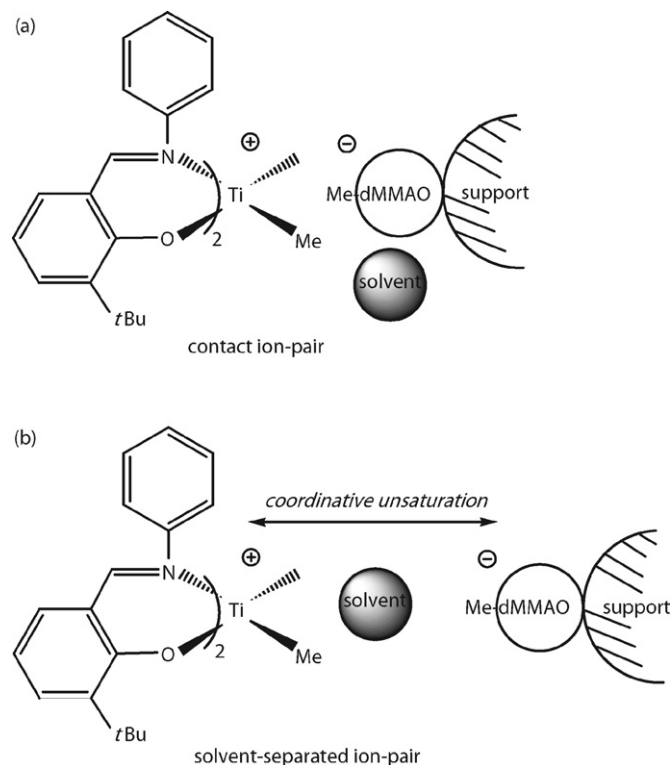 (a)
N
Ti
⊕
⊖
Me-dMMAO
support
O
2
Me
solvent
tBu
contact ion-pair
(b)
coordinative unsaturation
N
Ti
⊕
solvent
⊖
Me-dMMAO
support
O
2
Me
tBu
solvent-separated ion-pair